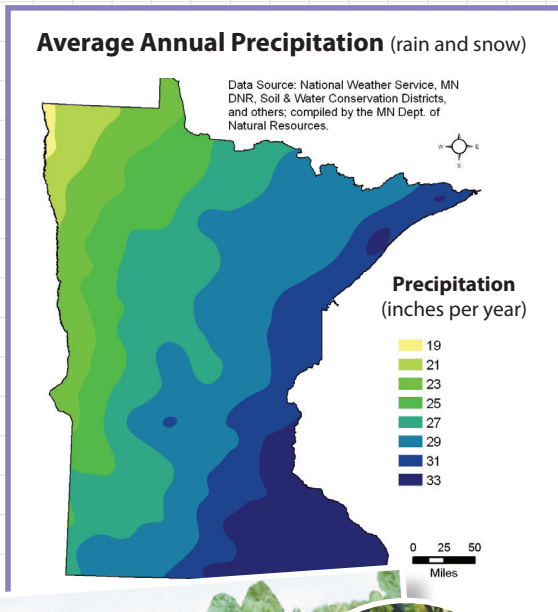 Average Annual Precipitation (rain and snow)
Data Source: National Weather Service, MN
DNR, Soil & Water Conservation Districts,
and others; compiled by the MN Dept. of
Natural Resources.
N
W E
S
Precipitation
(inches per year)
19
21
23
25
27
29
31
33
0 25 50
Miles